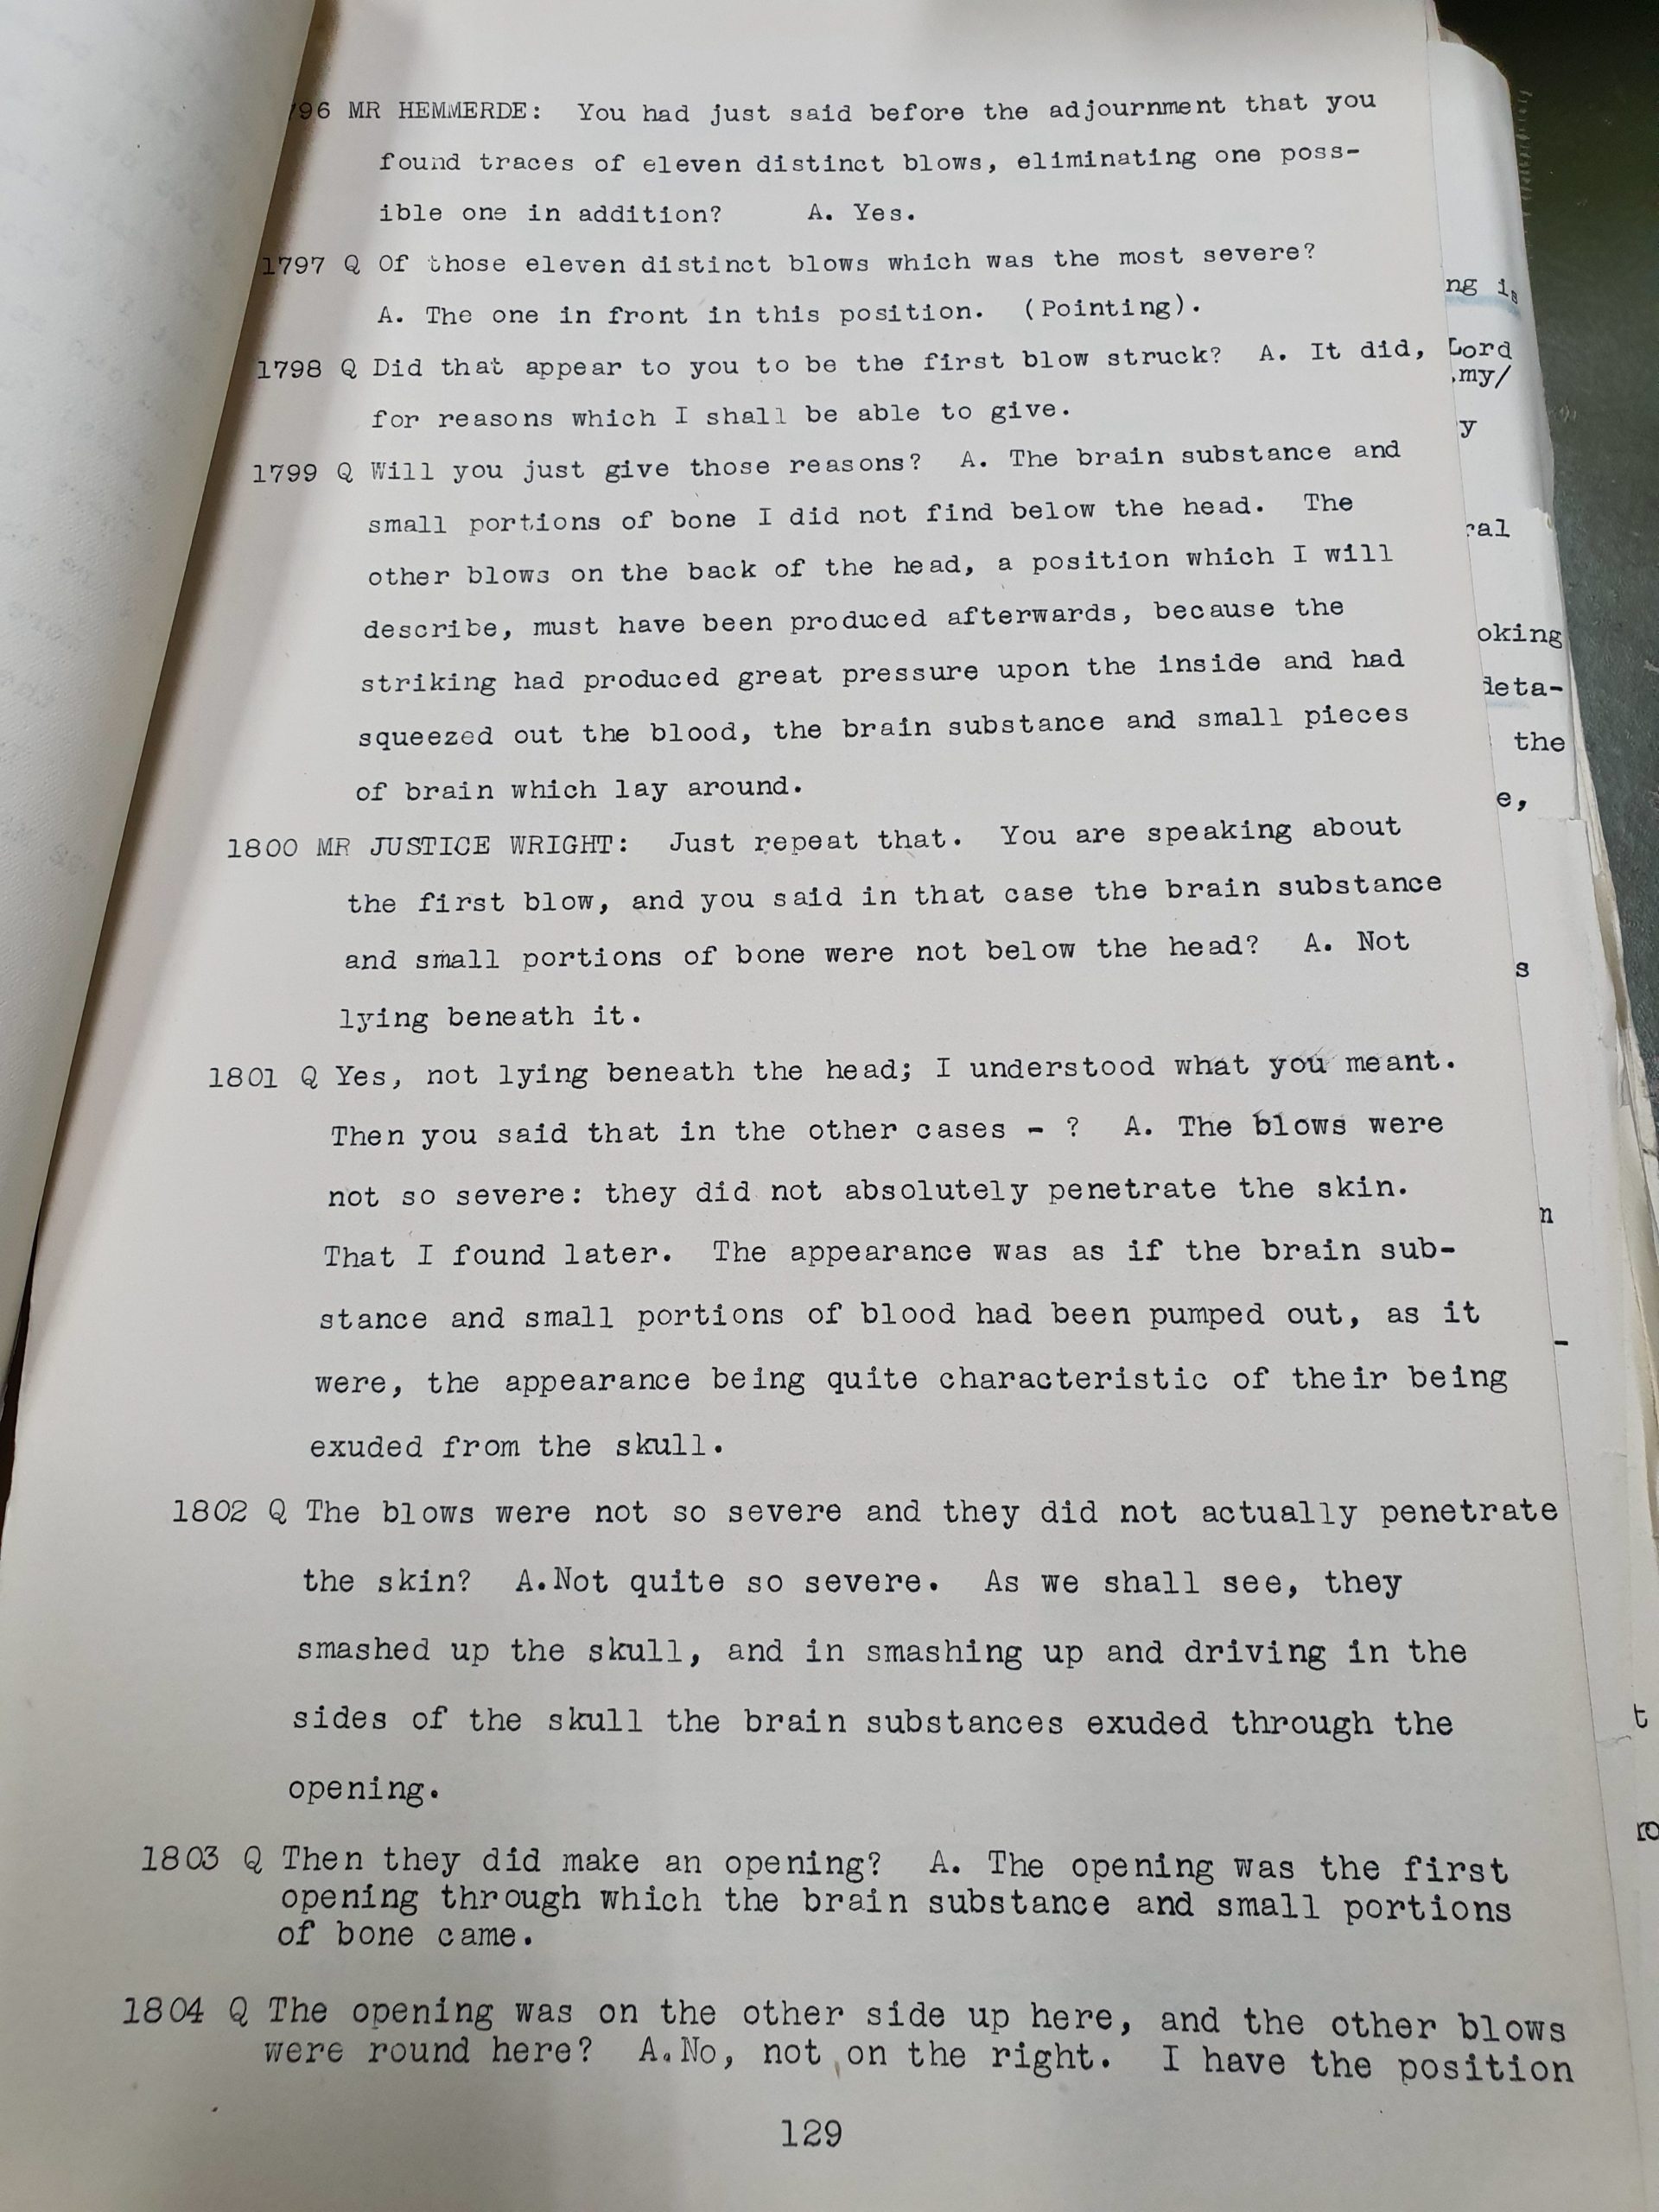 796 MR HEMMERDE: You had just said before the adjournment that you
found traces of eleven distinct blows, eliminating one poss-
ible one in addition? A. Yes.
1797 Q Of those eleven distinct blows which was the most severe?
A. The one in front in this position. (Pointing).
1798 Q Did that appear to you to be the first blow struck? A. It did,
for reasons which I shall be able to give.
1799 Q Will you just give those reasons? A. The brain substance and
small portions of bone I did not find below the head. The
other blows on the back of the head, a position which I will
describe, must have been produced afterwards, because the
striking had produced great pressure upon the inside and had
squeezed out the blood, the brain substance and small pieces
of brain which lay around.
1800 MR JUSTICE WRIGHT: Just repeat that. You are speaking about
the first blow, and you said in that case the brain substance
and small portions of bone were not below the head? A. Not
lying beneath it.
1801 Q Yes, not lying beneath the head; I understood what you meant.
Then you said that in the other cases - ? A. The blows were
not so severe: they did not absolutely penetrate the skin.
That I found later. The appearance was as if the brain sub-
stance and small portions of blood had been pumped out, as it
were, the appearance being quite characteristic of their being
exuded from the skull.
1802 Q The blows were not so severe and they did not actually penetrate
the skin? A.Not quite so severe. As we shall see, they
smashed up the skull, and in smashing up and driving in the
sides of the skull the brain substances exuded through the
opening.
1803 Q Then they did make an opening? A. The opening was the first
opening through which the brain substance and small portions
of bone came.
1804 Q The opening was on the other side up here, and the other blows
were round here? A.No, not on the right. I have the position
129
ng is
Lord
.my/
y
ral
oking
deta-
the
e,
s
n
-
t
ro